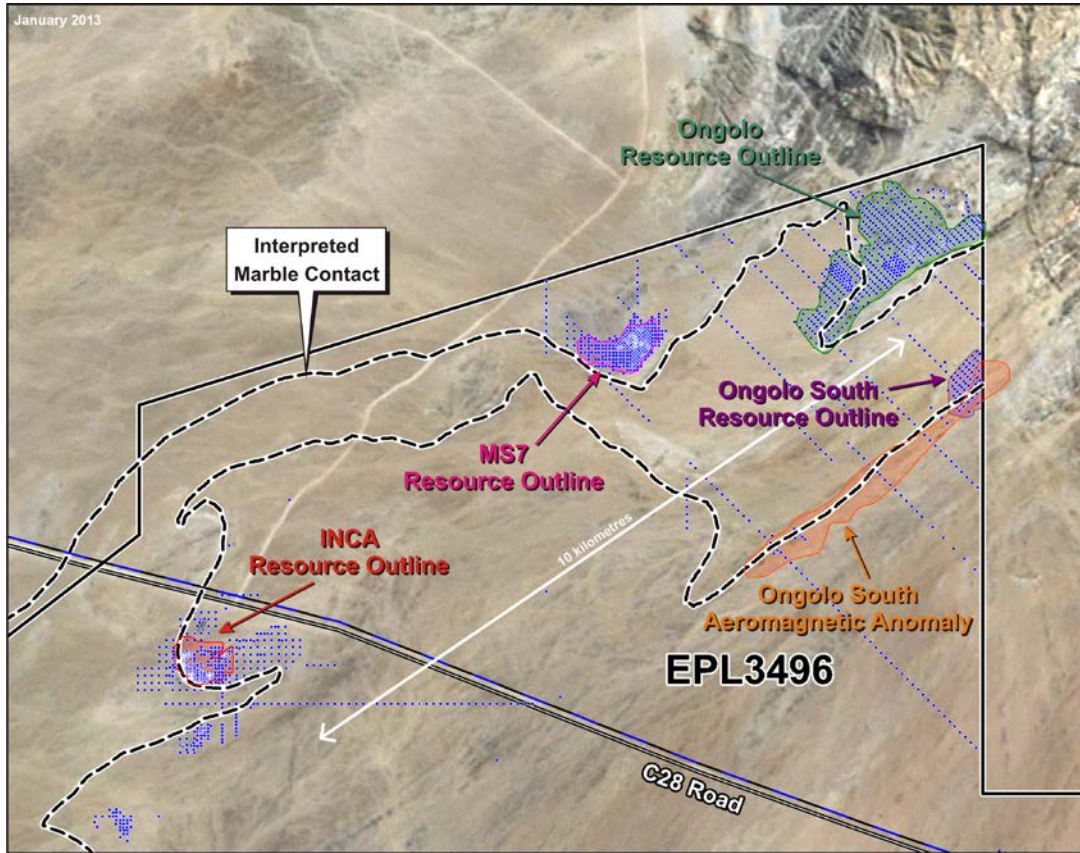 January 2013
Ongolo
Resource Outline
Interpreted
Marble Contact
Ongolo South
Resource Outline
MS7
Resource Outline
10 kilometres
INCA
Resource Outline
Ongolo South
Aeromagnetic Anomaly
EPL3496
C28 Road